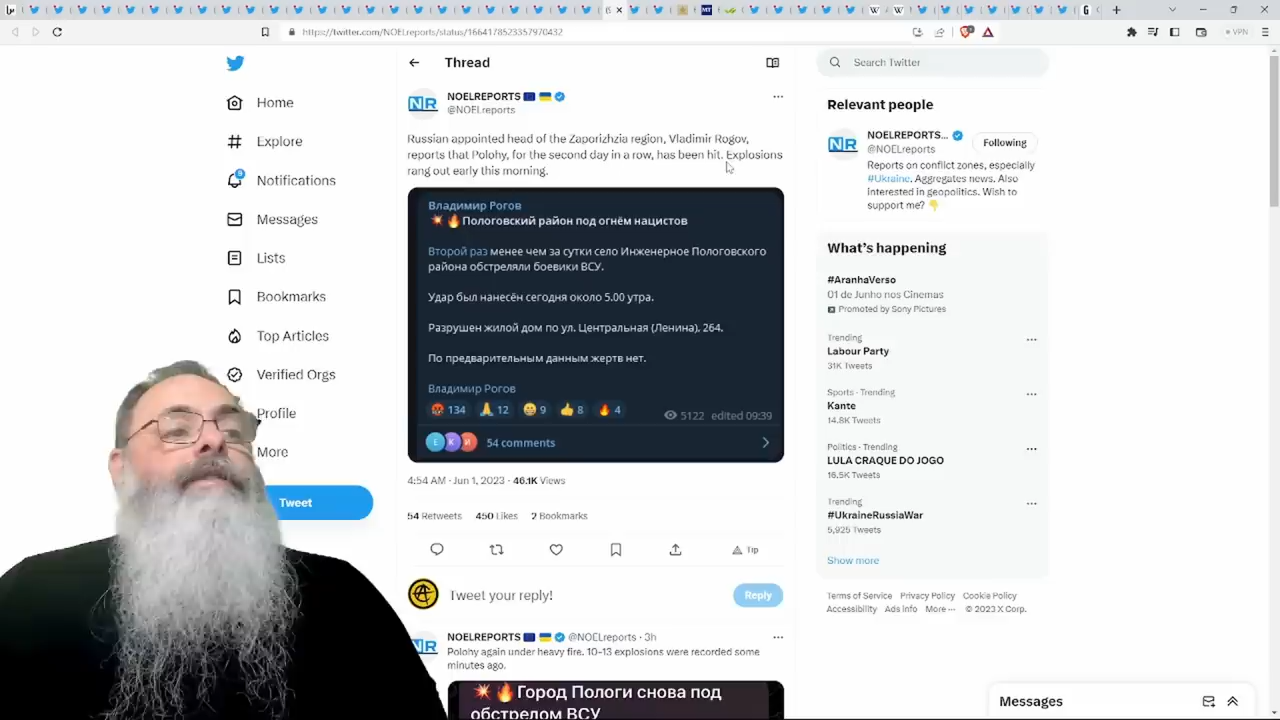 https://twitter.com/NOELreports/status/1664178523357970432
VPN
Home
Explore
9
Notifications
Messages
Lists
Bookmarks
Top Articles
Verified Orgs
Profile
More
Tweet
Thread
NR
NOELREPORTS
@NOELreports
Russian appointed head of the Zaporizhzia region, Vladimir Rogov,
reports that Polohy, for the second day in a row, has been hit. Explosions
rang out early this morning.
Владимир Рогов
Пологовский район под огнём нацистов
Второй раз менее чем за сутки село Инженерное Пологовского
района обстреляли боевики ВСУ.
Удар был нанесён сегодня около 5.00 утра.
Разрушен жилой дом по ул. Центральная (Ленина), 264.
По предварительным данным жертв нет.
Владимир Рогов
134 12 9 8 4 5122 edited 09:39
Е К И 54 comments
4:54 AM · Jun 1, 2023 · 46.1K Views
54 Retweets 450 Likes 2 Bookmarks
Tip
Tweet your reply!
Reply
NOELREPORTS @NOELreports · 3h
Polohy again under heavy fire. 10-13 explosions were recorded some
minutes ago.
Город Пологи снова под
обстрелом ВСУ
Search Twitter
Relevant people
NR
NOELREPORTS...
@NOELreports
Following
Reports on conflict zones, especially
#Ukraine. Aggregates news. Also
interested in geopolitics. Wish to
support me?
What's happening
#AranhaVerso
01 de Junho nos Cinemas
Promoted by Sony Pictures
Trending
Labour Party
31K Tweets
Sports · Trending
Kante
14.8K Tweets
Politics · Trending
LULA CRAQUE DO JOGO
16.5K Tweets
Trending
#UkraineRussiaWar
5,925 Tweets
Show more
Terms of Service Privacy Policy Cookie Policy
Accessibility Ads info More ··· © 2023 X Corp.
Messages